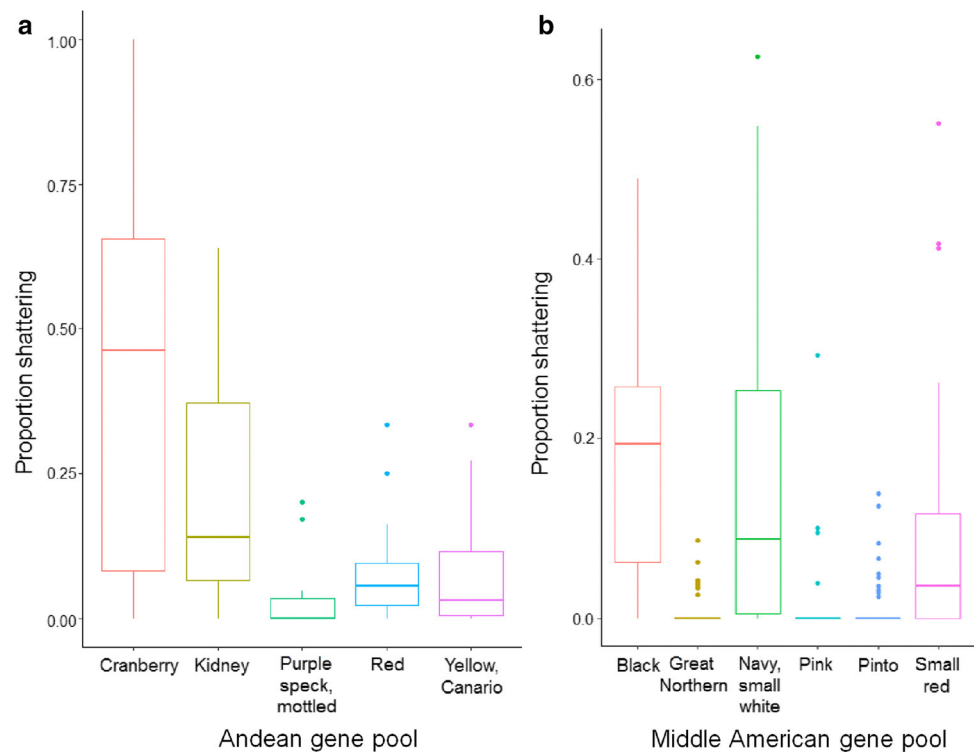 a
1.00
0.75
0.50
0.25
0.00
Proportion shattering
Cranberry
Kidney
Purple
speck,
mottled
Red
Yellow,
Canario
Andean gene pool
b
0.6
0.4
0.2
0.0
Proportion shattering
Black
Great
Northern
Navy,
small
white
Pink
Pinto
Small
red
Middle American gene pool